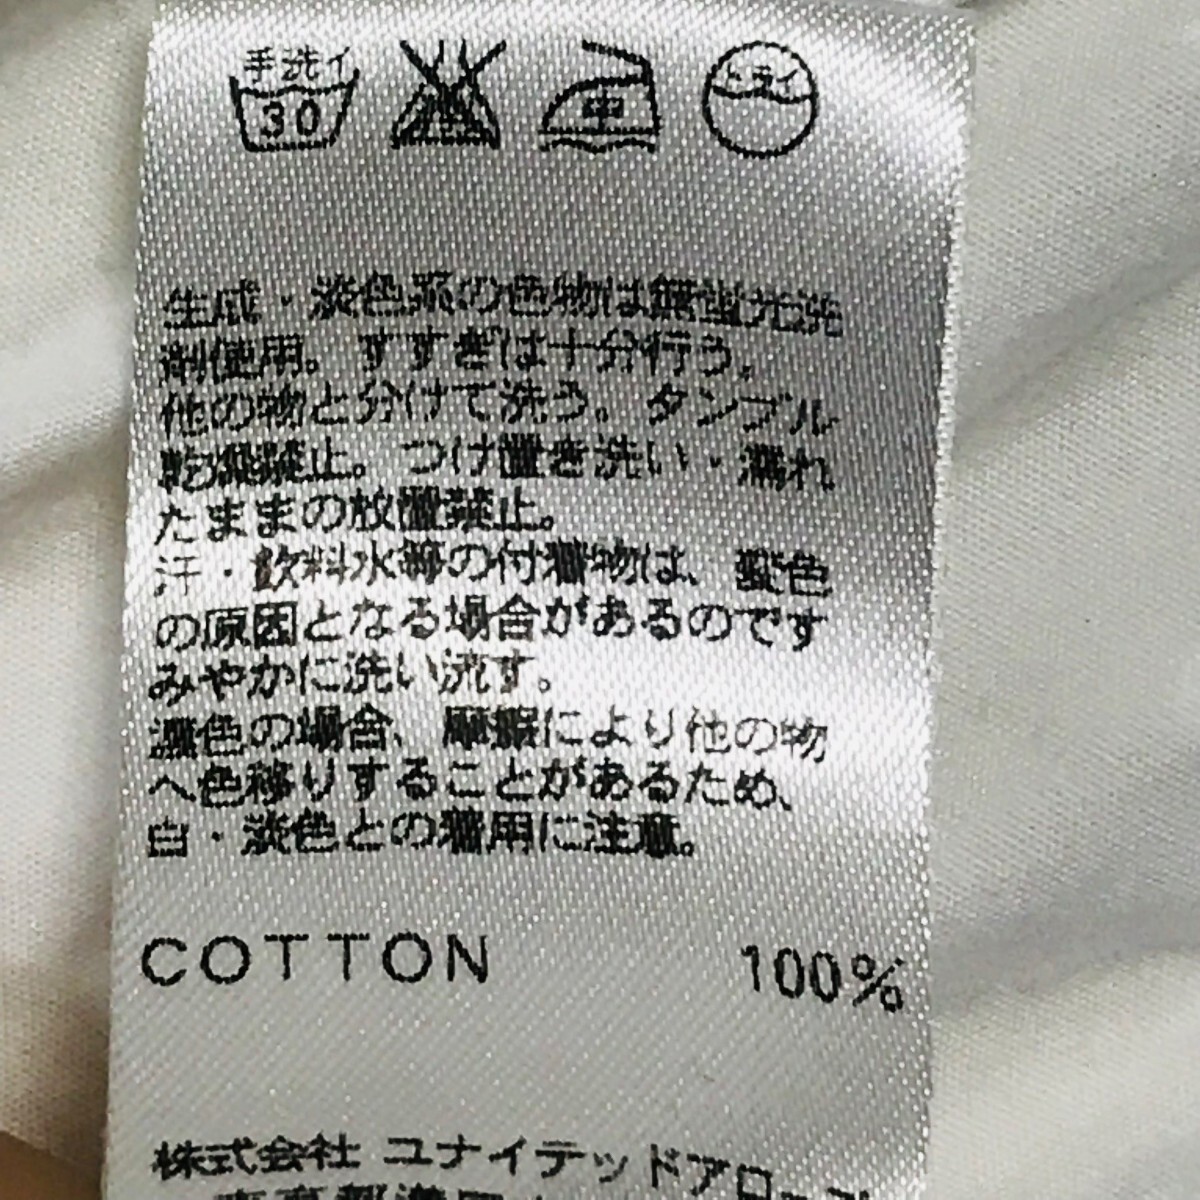 手洗イ
30
中
ドライ
生成・淡色系の色物は無蛍光洗
剤使用。すすぎは十分行う。
他の物と分けて洗う。タンブル
乾燥禁止。つけ置き洗い・濡れ
たままの放置禁止。
汗・飲料水等の付着物は、変色
の原因となる場合があるのです
みやかに洗い流す。
濃色の場合、摩擦により他の物
へ色移りすることがあるため、
白・淡色との着用に注意。
COTTON 100%
株式会社 ユナイテッドアローズ
東京都港区